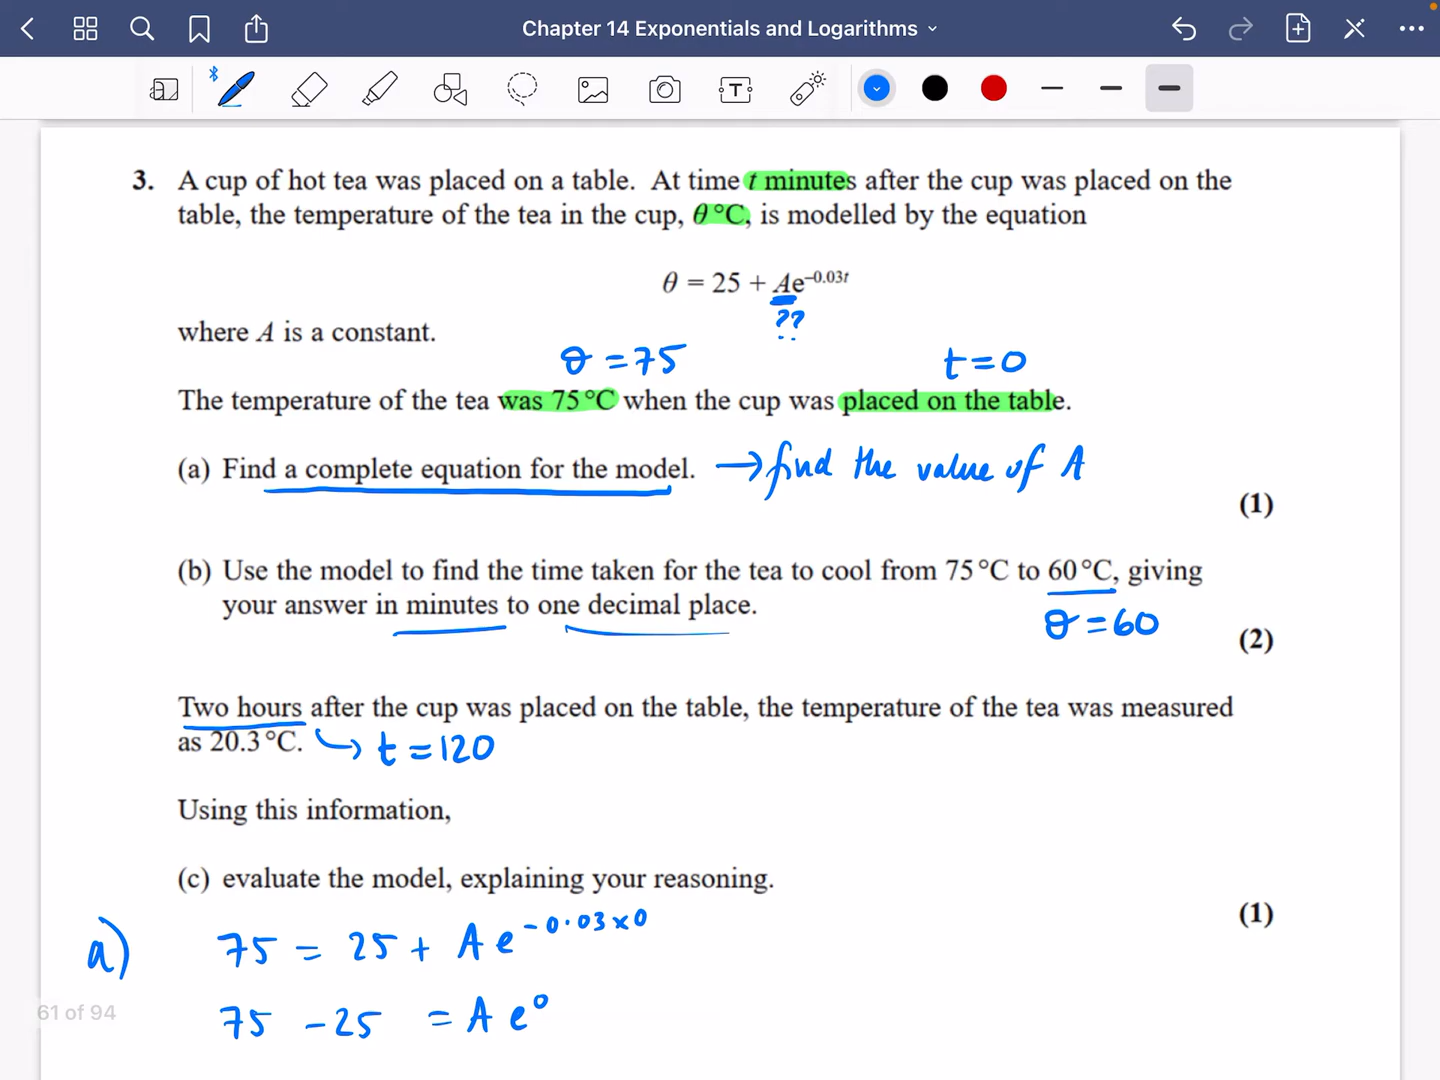 Chapter 14 Exponentials and Logarithms
3. A cup of hot tea was placed on a table. At time t minutes after the cup was placed on the
table, the temperature of the tea in the cup, θ °C, is modelled by the equation
θ = 25 + Ae^{-0.03t}
??
where A is a constant.
θ = 75 t = 0
The temperature of the tea was 75 °C when the cup was placed on the table.
(a) Find a complete equation for the model. → find the value of A
(1)
(b) Use the model to find the time taken for the tea to cool from 75 °C to 60 °C, giving
your answer in minutes to one decimal place.
θ = 60
(2)
Two hours after the cup was placed on the table, the temperature of the tea was measured
as 20.3 °C. → t = 120
Using this information,
(c) evaluate the model, explaining your reasoning.
(1)
a) 75 = 25 + Ae^{-0.03×0}
61 of 94
75 - 25 = Ae^{0}